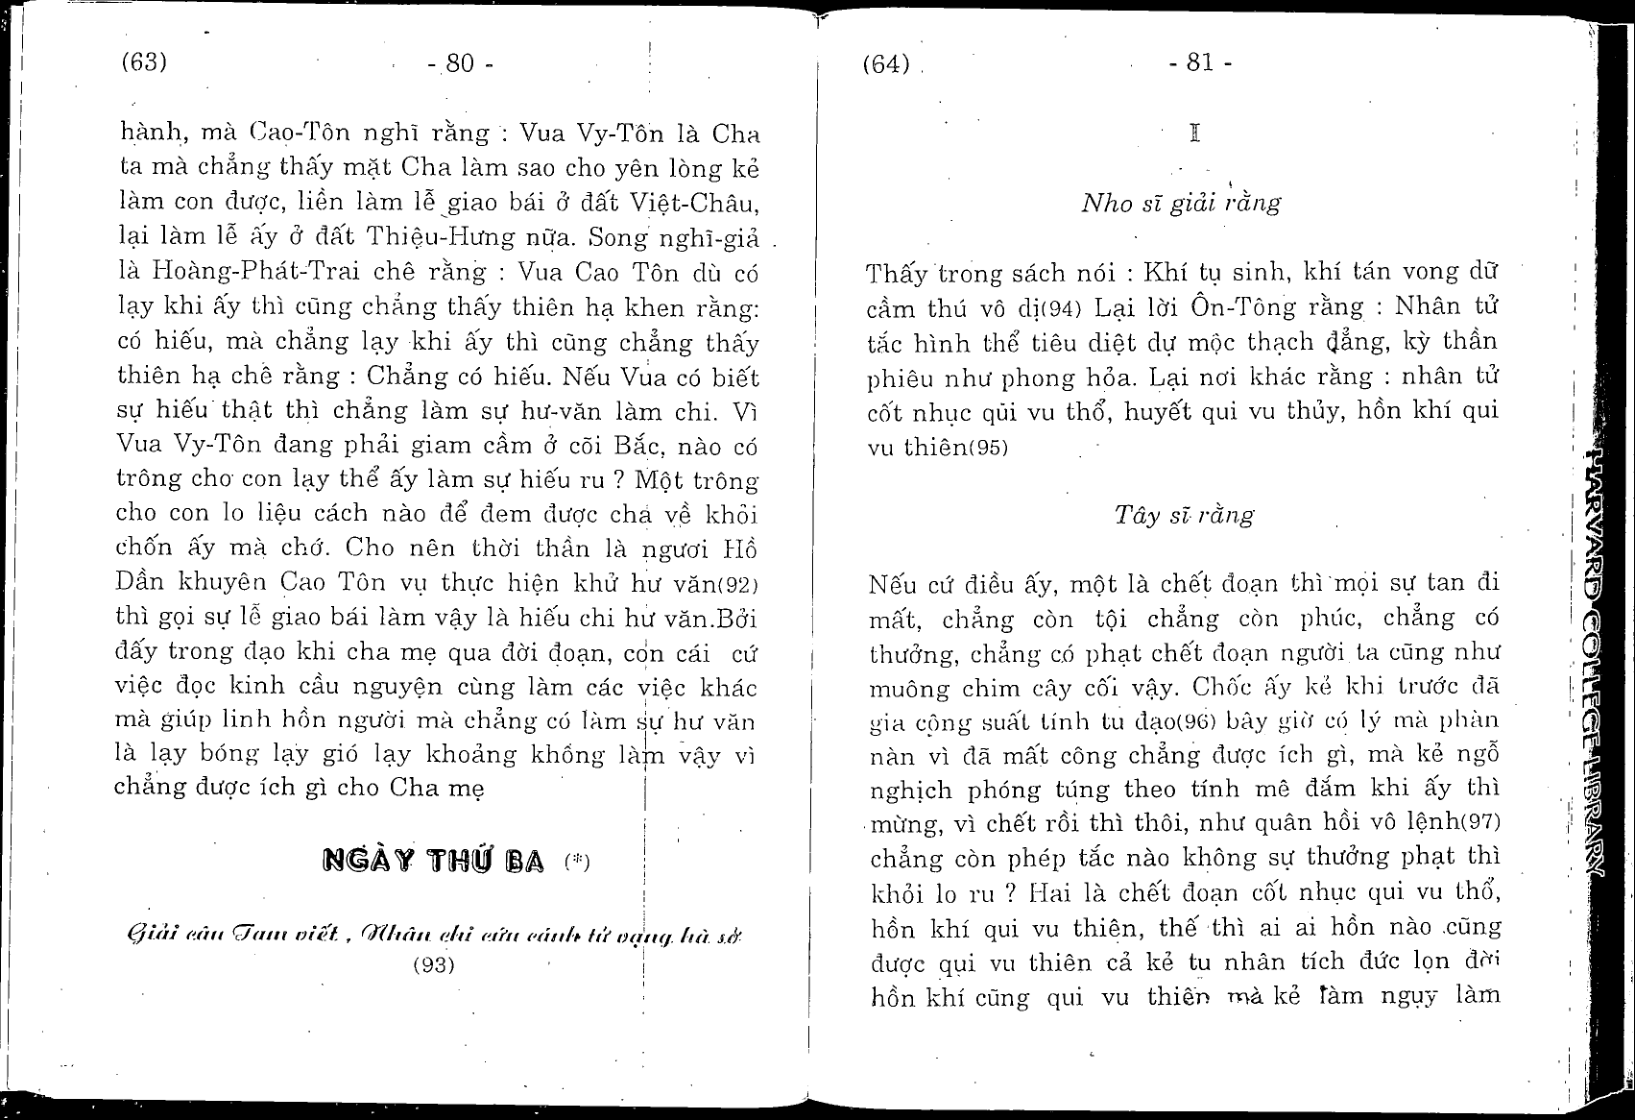 (63)
- 80 -
hành, mà Cao-Tôn nghĩ rằng : Vua Vy-Tôn là Cha
ta mà chẳng thấy mặt Cha làm sao cho yên lòng kẻ
làm con được, liền làm lễ giao bái ở đất Việt-Châu,
lại làm lễ ấy ở đất Thiệu-Hưng nữa. Song nghĩ-giả
là Hoàng-Phát-Trai chê rằng : Vua Cao Tôn dù có
lạy khi ấy thì cũng chẳng thấy thiên hạ khen rằng:
có hiếu, mà chẳng lạy khi ấy thì cũng chẳng thấy
thiên hạ chê rằng : Chẳng có hiếu. Nếu Vua có biết
sự hiếu thật thì chẳng làm sự hư-văn làm chi. Vì
Vua Vy-Tôn đang phải giam cầm ở cõi Bắc, nào có
trông cho con lạy thể ấy làm sự hiếu ru ? Một trông
cho con lo liệu cách nào để đem được cha về khỏi
chốn ấy mà chớ. Cho nên thời thần là ngươi Hồ
Dần khuyên Cao Tôn vụ thực hiện khử hư văn(92)
thì gọi sự lễ giao bái làm vậy là hiếu chi hư văn.Bởi
đấy trong đạo khi cha mẹ qua đời đoạn, con cái cứ
việc đọc kinh cầu nguyện cùng làm các việc khác
mà giúp linh hồn người mà chẳng có làm sự hư văn
là lạy bóng lạy gió lạy khoảng không làm vậy vì
chẳng được ích gì cho Cha mẹ
NGÀY THỨ BA (*)
Giải câu Tam viết , Nhân chi cứu cánh tử vạng hà sở
(93)
(64)
- 81 -
I
Nho sĩ giải rằng
Thấy trong sách nói : Khí tụ sinh, khí tán vong dữ
cầm thú vô dị(94) Lại lời Ôn-Tông rằng : Nhân tử
tắc hình thể tiêu diệt dự mộc thạch đẳng, kỳ thần
phiêu như phong hỏa. Lại nơi khác rằng : nhân tử
cốt nhục qũi vu thổ, huyết qui vu thủy, hồn khí qui
vu thiên(95)
Tây sĩ rằng
Nếu cứ điều ấy, một là chết đoạn thì mọi sự tan đi
mất, chẳng còn tội chẳng còn phúc, chẳng có
thưởng, chẳng có phạt chết đoạn người ta cũng như
muông chim cây cối vậy. Chốc ấy kẻ khi trước đã
gia công suất tính tu đạo(96) bây giờ có lý mà phàn
nàn vì đã mất công chẳng được ích gì, mà kẻ ngỗ
nghịch phóng túng theo tính mê đắm khi ấy thì
mừng, vì chết rồi thì thôi, như quân hồi vô lệnh(97)
chẳng còn phép tắc nào không sự thưởng phạt thì
khỏi lo ru ? Hai là chết đoạn cốt nhục qui vu thổ,
hồn khí qui vu thiên, thế thì ai ai hồn nào cũng
được qui vu thiên cả kẻ tu nhân tích đức lọn đời
hồn khí cũng qui vu thiên mà kẻ làm ngụy làm
HARVARD COLLEGE LIBRARY